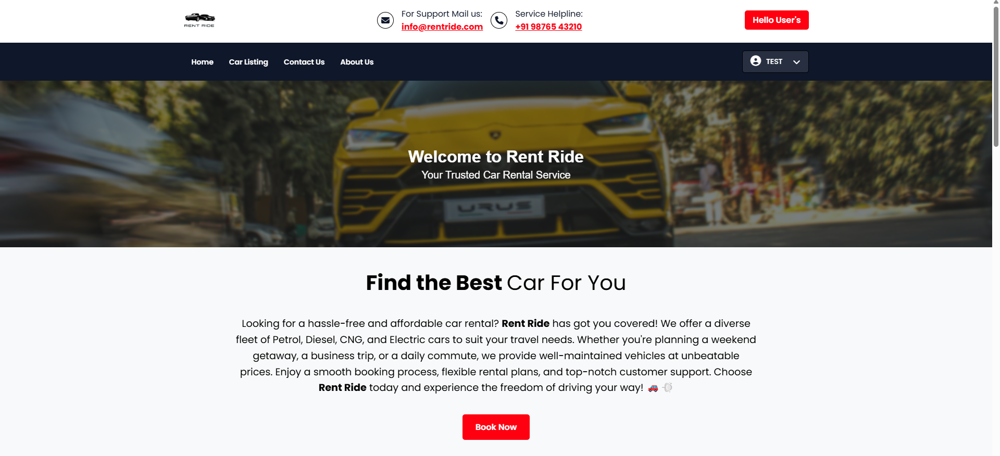 RENT RIDE
For Support Mail us:
info@rentride.com
Service Helpline:
+91 98765 43210
Hello User's
Home
Car Listing
Contact Us
About Us
TEST
Welcome to Rent Ride
Your Trusted Car Rental Service
URUS
Find the Best Car For You
Looking for a hassle-free and affordable car rental? Rent Ride has got you covered! We offer a diverse
fleet of Petrol, Diesel, CNG, and Electric cars to suit your travel needs. Whether you're planning a weekend
getaway, a business trip, or a daily commute, we provide well-maintained vehicles at unbeatable
prices. Enjoy a smooth booking process, flexible rental plans, and top-notch customer support. Choose
Rent Ride today and experience the freedom of driving your way! 🚗 💨
Book Now